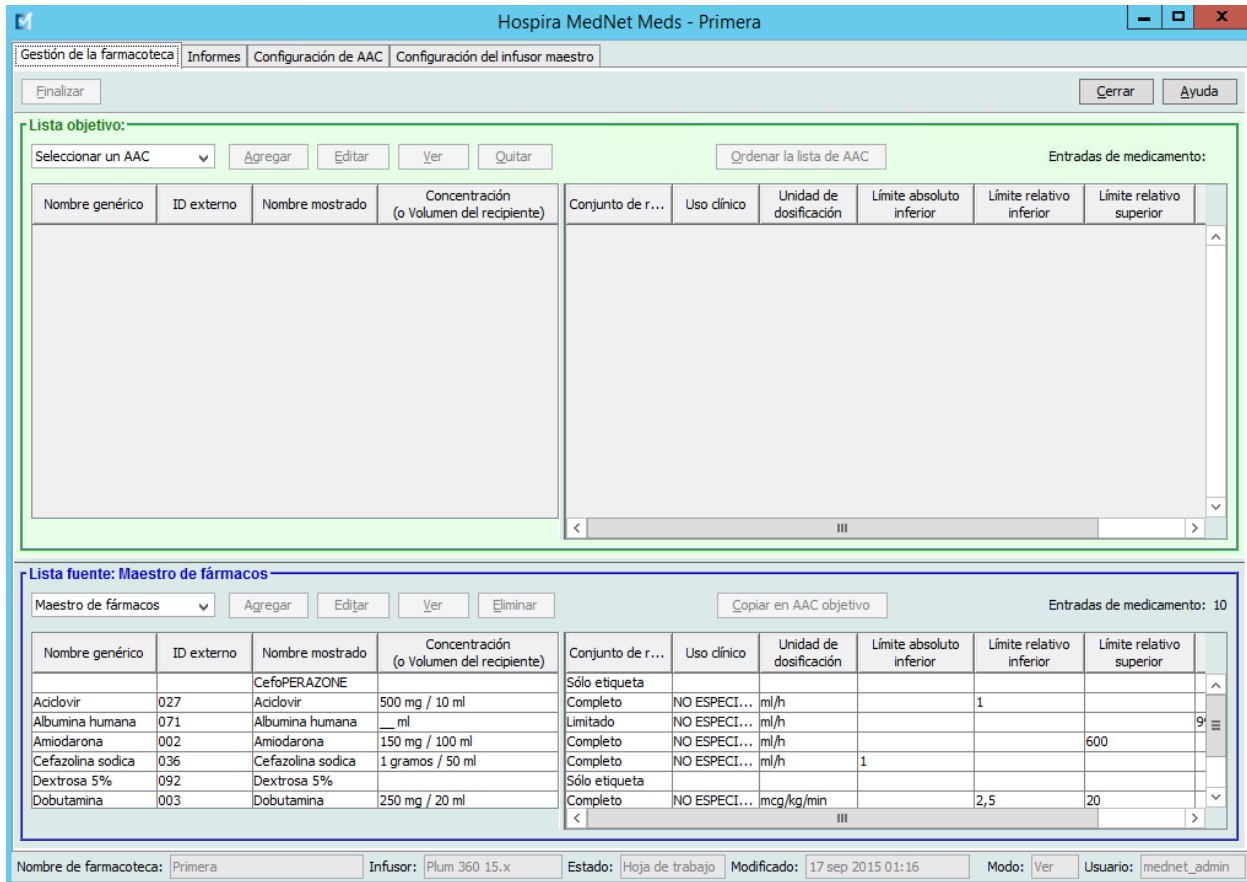 Hospira MedNet Meds - Primera
Gestión de la farmacoteca Informes Configuración de AAC Configuración del infusor maestro
Finalizar Cerrar Ayuda
Lista objetivo:
Seleccionar un AAC Agregar Editar Ver Quitar Ordenar la lista de AAC Entradas de medicamento:
Nombre genérico ID externo Nombre mostrado Concentración (o Volumen del recipiente) Conjunto de r... Uso clínico Unidad de dosificación Límite absoluto inferior Límite relativo inferior Límite relativo superior
Lista fuente: Maestro de fármacos
Maestro de fármacos Agregar Editar Ver Eliminar Copiar en AAC objetivo Entradas de medicamento: 10
Nombre genérico ID externo Nombre mostrado Concentración (o Volumen del recipiente) Conjunto de r... Uso clínico Unidad de dosificación Límite absoluto inferior Límite relativo inferior Límite relativo superior
CefoPERAZONE Sólo etiqueta
Aciclovir 027 Aciclovir 500 mg / 10 ml Completo NO ESPECI... ml/h 1
Albumina humana 071 Albumina humana __ ml Limitado NO ESPECI... ml/h
Amiodarona 002 Amiodarona 150 mg / 100 ml Completo NO ESPECI... ml/h 600
Cefazolina sodica 036 Cefazolina sodica 1 gramos / 50 ml Completo NO ESPECI... ml/h 1
Dextrosa 5% 092 Dextrosa 5% Sólo etiqueta
Dobutamina 003 Dobutamina 250 mg / 20 ml Completo NO ESPECI... mcg/kg/min 2,5 20
Nombre de farmacoteca: Primera Infusor: Plum 360 15.x Estado: Hoja de trabajo Modificado: 17 sep 2015 01:16 Modo: Ver Usuario: mednet_admin